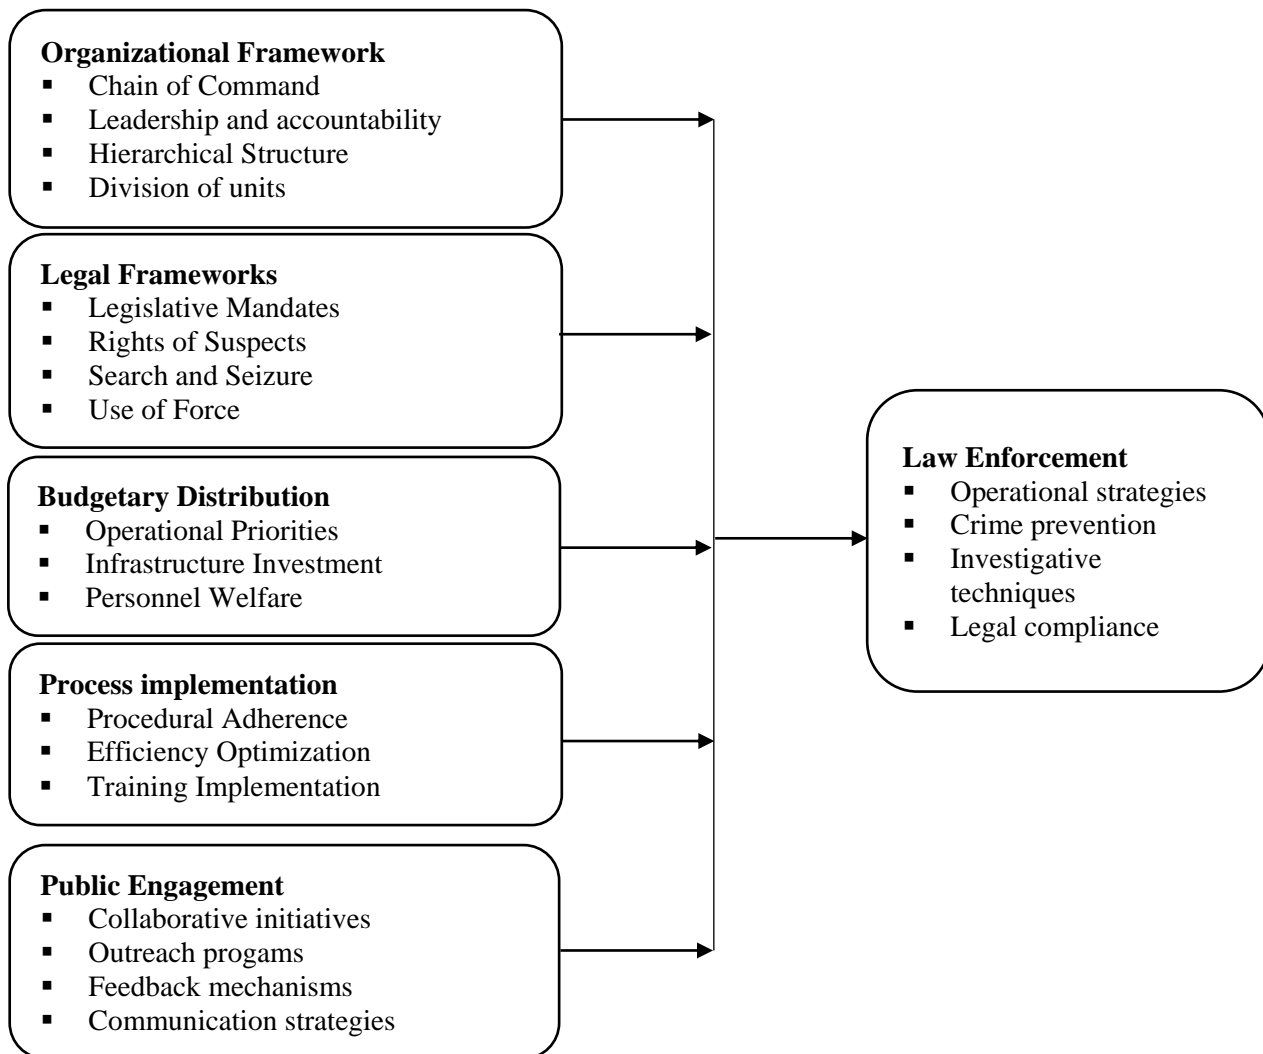 Organizational Framework
▪ Chain of Command
▪ Leadership and accountability
▪ Hierarchical Structure
▪ Division of units
Legal Frameworks
▪ Legislative Mandates
▪ Rights of Suspects
▪ Search and Seizure
▪ Use of Force
Budgetary Distribution
▪ Operational Priorities
▪ Infrastructure Investment
▪ Personnel Welfare
Process implementation
▪ Procedural Adherence
▪ Efficiency Optimization
▪ Training Implementation
Public Engagement
▪ Collaborative initiatives
▪ Outreach progams
▪ Feedback mechanisms
▪ Communication strategies
Law Enforcement
▪ Operational strategies
▪ Crime prevention
▪ Investigative
techniques
▪ Legal compliance